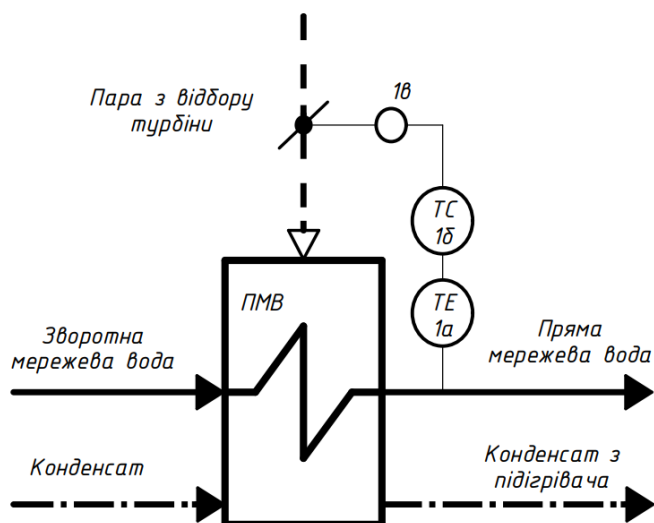 1в
Пара з відбору
турбіни
ТС
1б
ПМВ
ТЕ
1а
Зворотна
мережева вода
Пряма
мережева вода
Конденсат
Конденсат з
підігрівача